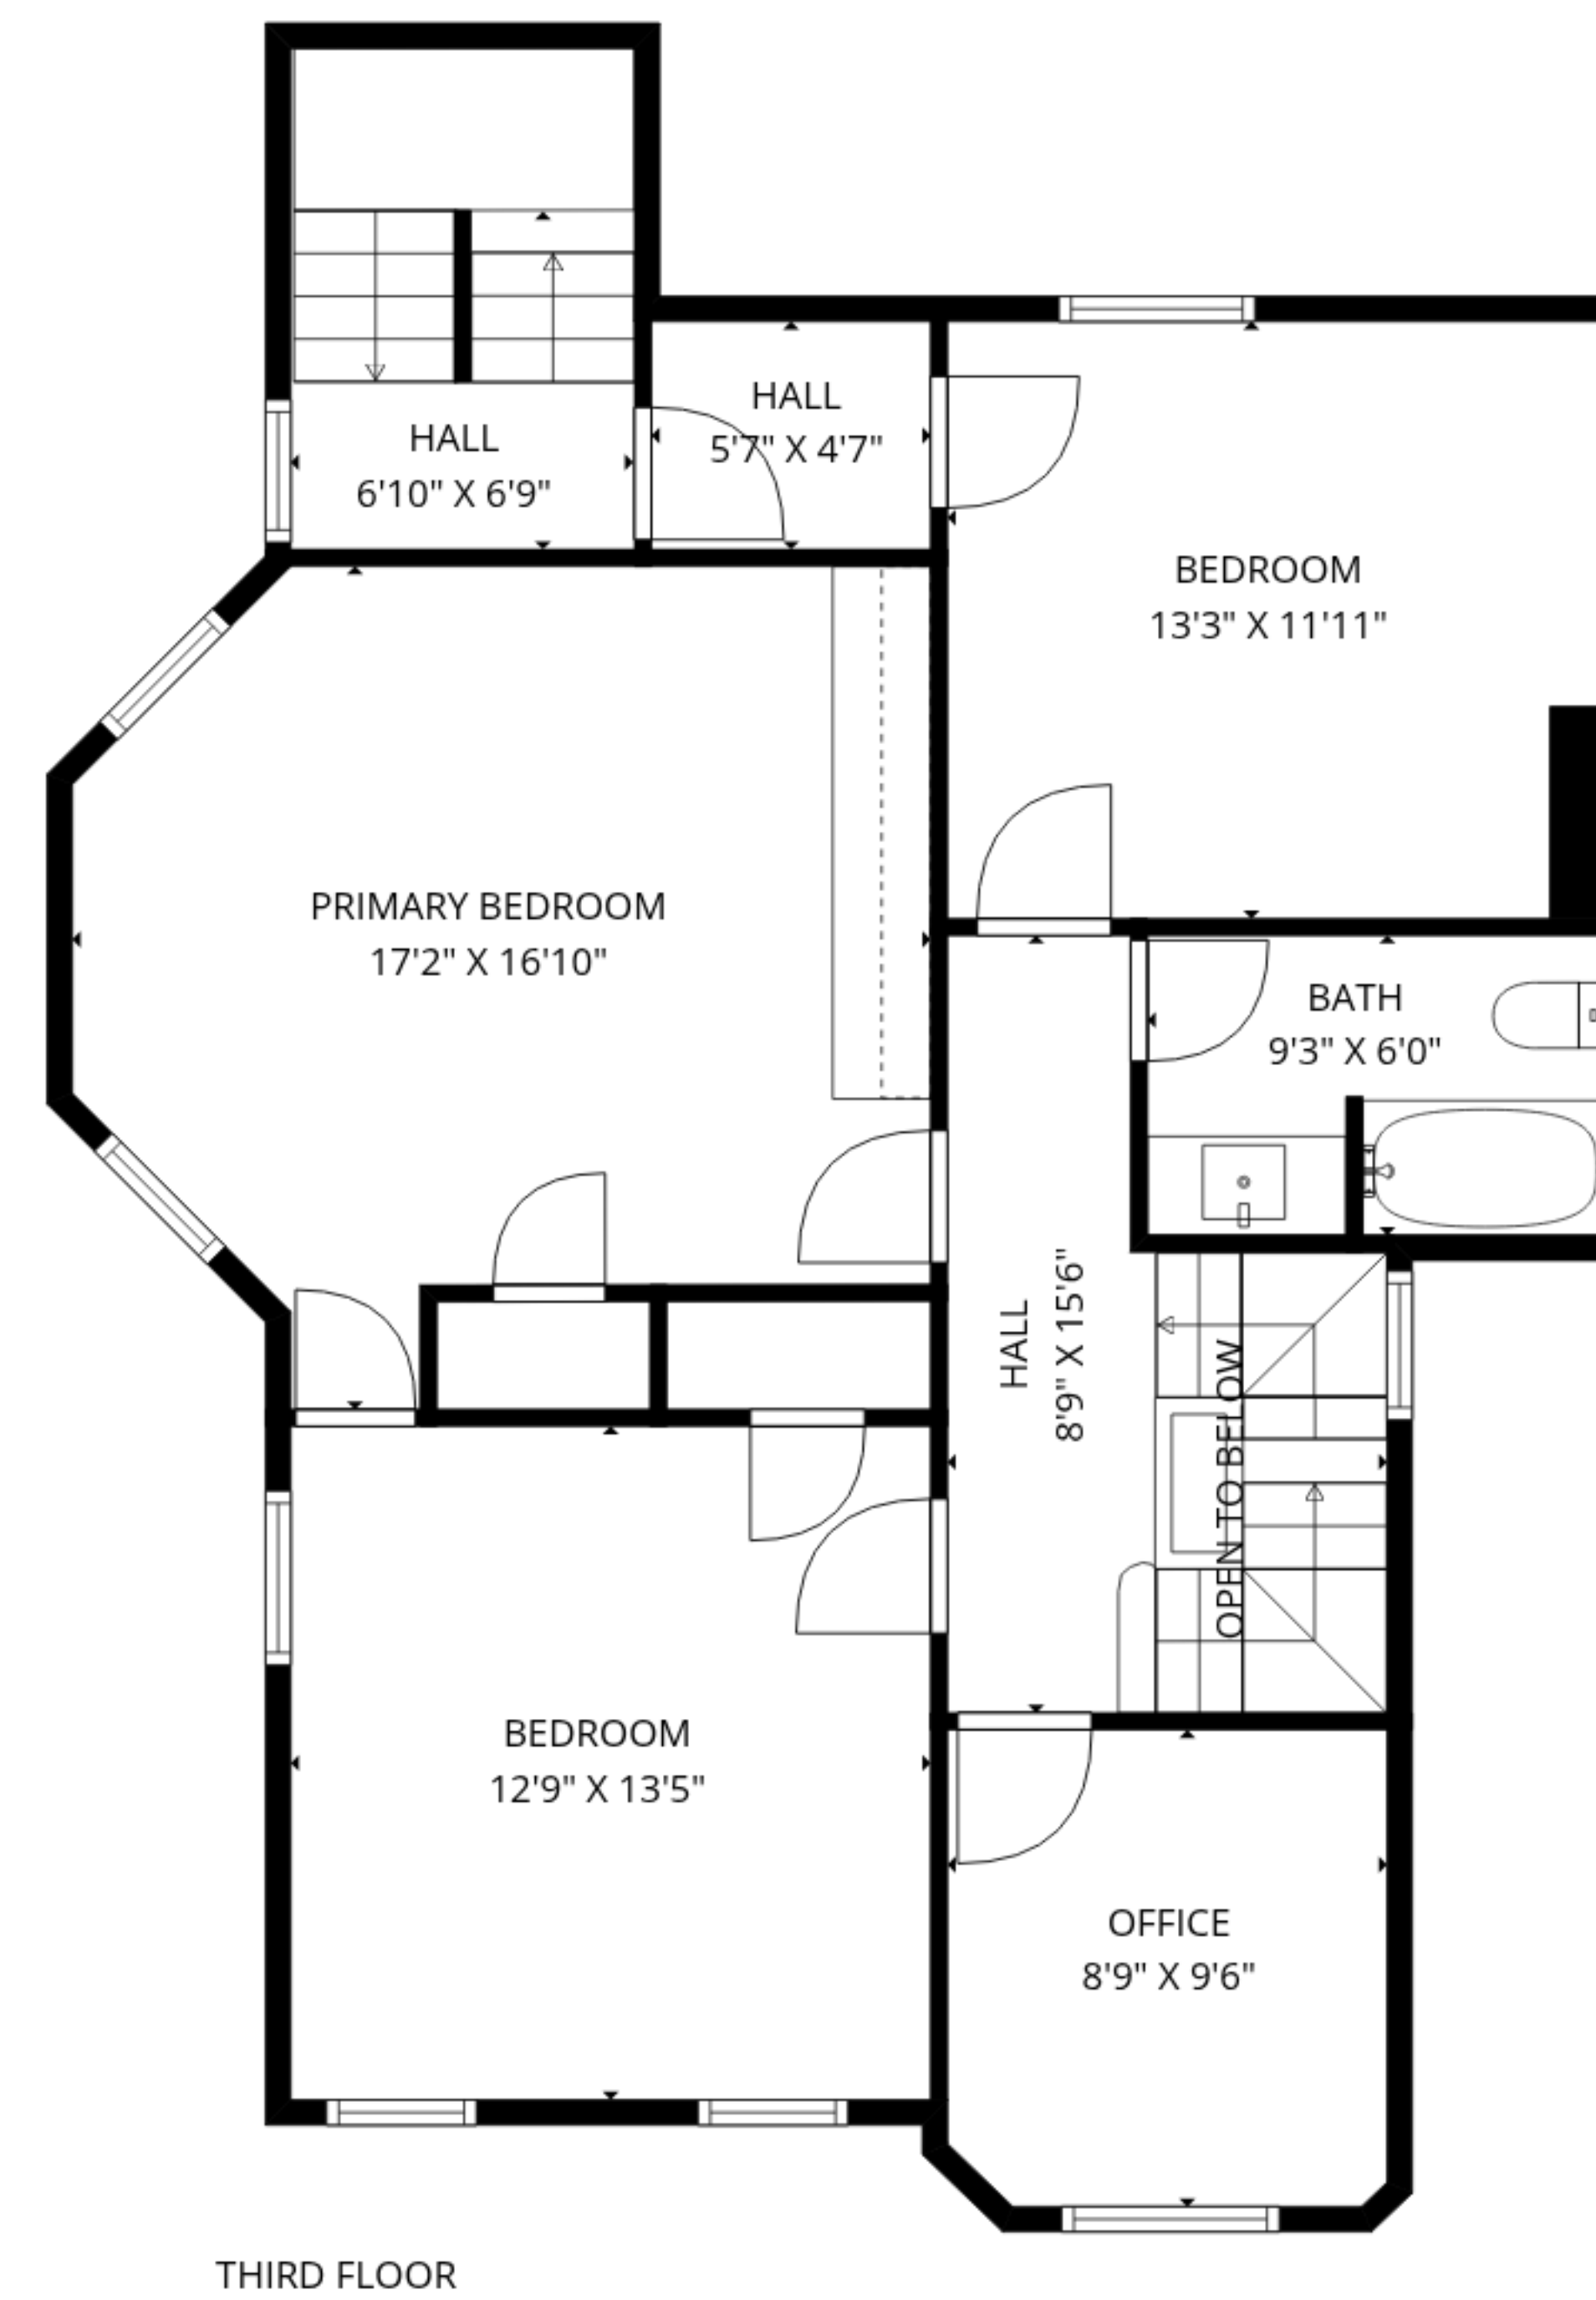 HALL
5'7" X 4'7"
HALL
6'10" X 6'9"
BEDROOM
13'3" X 11'11"
PRIMARY BEDROOM
17'2" X 16'10"
BATH
9'3" X 6'0"
HALL
8'9" X 15'6"
OPEN TO BELOW
BEDROOM
12'9" X 13'5"
OFFICE
8'9" X 9'6"
THIRD FLOOR